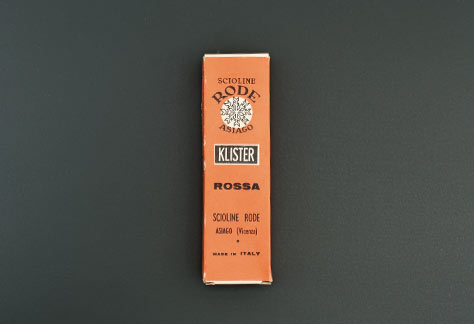 SCIOLINE
RODE
ASIAGO
KLISTER
ROSSA
SCIOLINE RODE
ASIAGO (Vicenza)
MADE IN ITALY